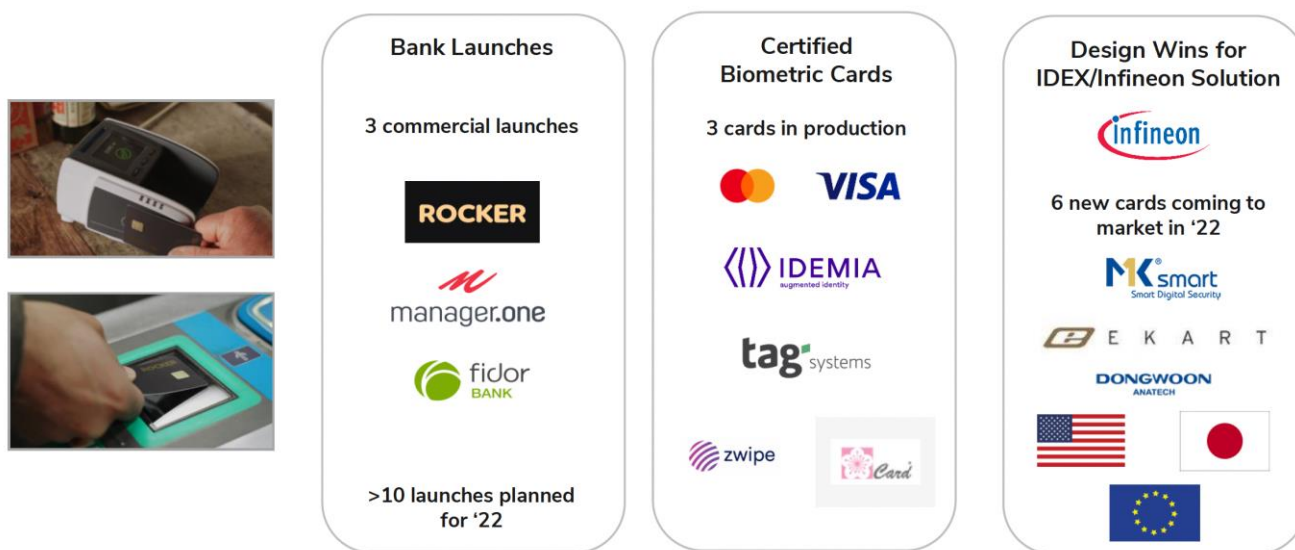 Bank Launches
3 commercial launches
ROCKER
manager.one
fidor
BANK
>10 launches planned
for ‘22
Certified
Biometric Cards
3 cards in production
VISA
IDEMIA
augmented identity
tag systems
zwipe
Card
Design Wins for
IDEX/Infineon Solution
infineon
6 new cards coming to
market in ‘22
MK smart
Smart Digital Security
e EKART
DONGWOON
ANATECH
ROCKER